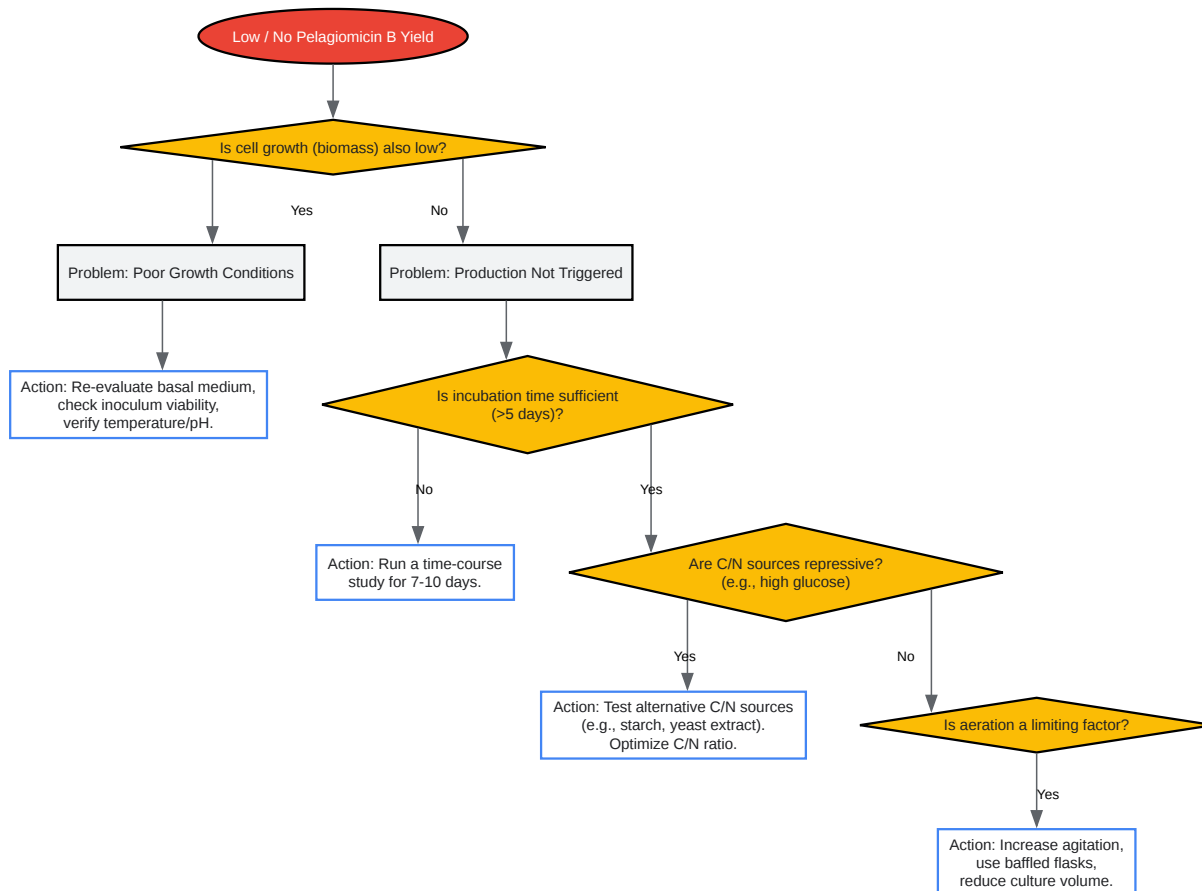 Low / No Pelagiomicin B Yield
Is cell growth (biomass) also low?
Yes
No
Problem: Poor Growth Conditions
Problem: Production Not Triggered
Action: Re-evaluate basal medium,
check inoculum viability,
verify temperature/pH.
Is incubation time sufficient
(>5 days)?
No
Yes
Action: Run a time-course
study for 7-10 days.
Are C/N sources repressive?
(e.g., high glucose)
Yes
No
Action: Test alternative C/N sources
(e.g., starch, yeast extract).
Optimize C/N ratio.
Is aeration a limiting factor?
Yes
Action: Increase agitation,
use baffled flasks,
reduce culture volume.